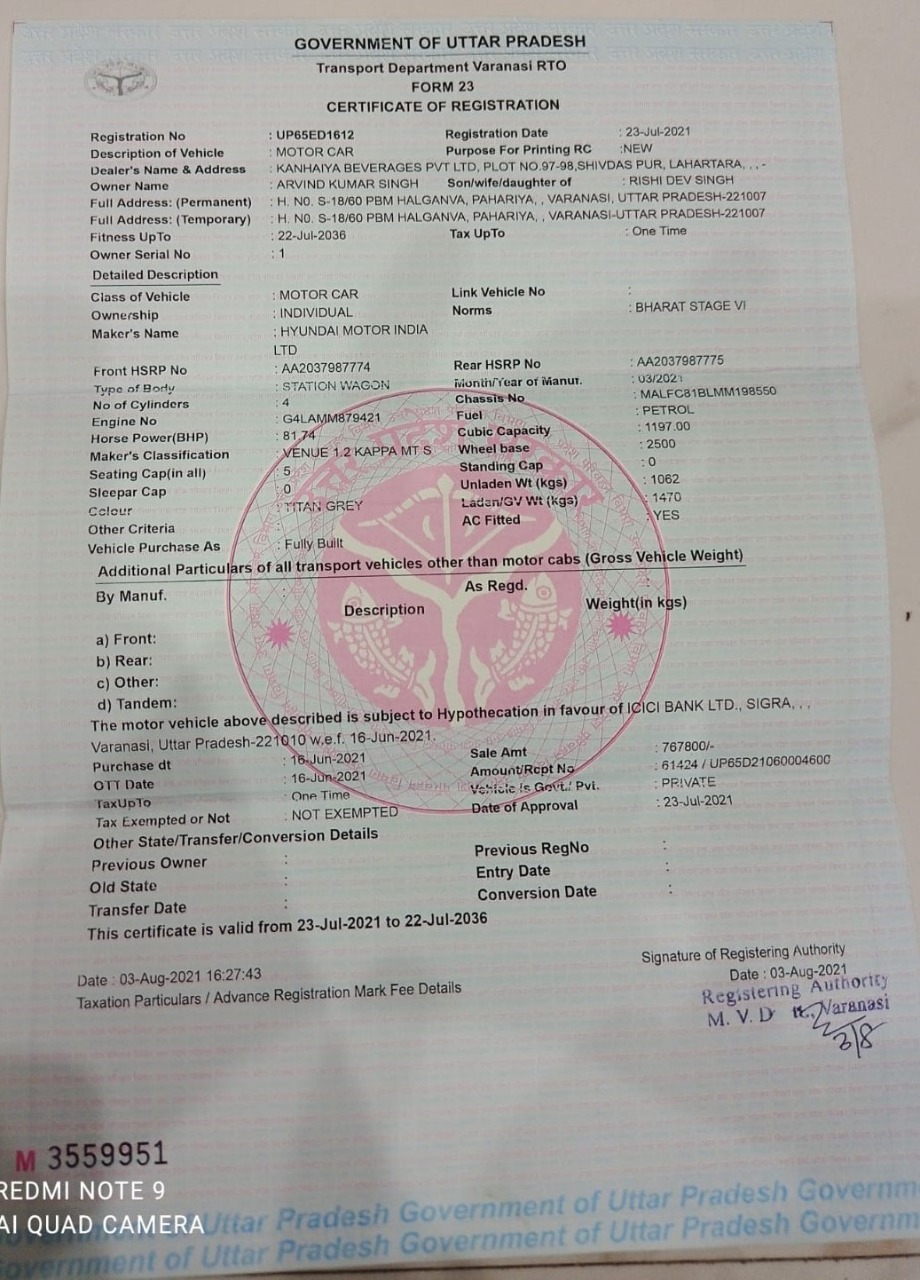 GOVERNMENT OF UTTAR PRADESH
Transport Department Varanasi RTO
FORM 23
CERTIFICATE OF REGISTRATION
Registration No : UP65ED1612 Registration Date : 23-Jul-2021
Description of Vehicle : MOTOR CAR Purpose For Printing RC :NEW
Dealer's Name & Address : KANHAIYA BEVERAGES PVT LTD, PLOT NO.97-98,SHIVDAS PUR, LAHARTARA, , , -
Owner Name : ARVIND KUMAR SINGH Son/wife/daughter of : RISHI DEV SINGH
Full Address: (Permanent) : H. N0. S-18/60 PBM HALGANVA, PAHARIYA, , VARANASI, UTTAR PRADESH-221007
Full Address: (Temporary) : H. N0. S-18/60 PBM HALGANVA, PAHARIYA, , VARANASI-UTTAR PRADESH-221007
Fitness UpTo : 22-Jul-2036 Tax UpTo : One Time
Owner Serial No : 1
Detailed Description
Class of Vehicle : MOTOR CAR Link Vehicle No :
Ownership : INDIVIDUAL Norms : BHARAT STAGE VI
Maker's Name : HYUNDAI MOTOR INDIA
LTD
Front HSRP No : AA2037987774 Rear HSRP No : AA2037987775
Type of Body : STATION WAGON Month/Year of Manuf. : 03/2021
No of Cylinders : 4 Chassis No : MALFC81BLMM198550
Engine No : G4LAMM879421 Fuel : PETROL
Horse Power(BHP) : 81.74 Cubic Capacity : 1197.00
Maker's Classification : VENUE 1.2 KAPPA MT S Wheel base : 2500
Seating Cap(in all) : 5 Standing Cap : 0
Sleepar Cap : 0 Unladen Wt (kgs) : 1062
Colour : TITAN GREY Laden/GV Wt (kgs) : 1470
Other Criteria AC Fitted : YES
Vehicle Purchase As : Fully Built
Additional Particulars of all transport vehicles other than motor cabs (Gross Vehicle Weight)
By Manuf. : As Regd. :
Description Weight(in kgs)
a) Front:
b) Rear:
c) Other:
d) Tandem:
The motor vehicle above described is subject to Hypothecation in favour of ICICI BANK LTD., SIGRA, , ,
Varanasi, Uttar Pradesh-221010 w.e.f. 16-Jun-2021.
Purchase dt : 16-Jun-2021 Sale Amt : 767800/-
OTT Date : 16-Jun-2021 Amount/Rcpt No : 61424 / UP65D21060004600
TaxUpTo : One Time Vehicle Is Govt./ Pvt. : PRIVATE
Tax Exempted or Not : NOT EXEMPTED Date of Approval : 23-Jul-2021
Other State/Transfer/Conversion Details
Previous Owner : Previous RegNo :
Old State : Entry Date :
Transfer Date : Conversion Date :
This certificate is valid from 23-Jul-2021 to 22-Jul-2036
Signature of Registering Authority
Date : 03-Aug-2021 16:27:43 Date : 03-Aug-2021
Taxation Particulars / Advance Registration Mark Fee Details
Registering Authority
M. V. D Varanasi
3/8
M 3559951
REDMI NOTE 9
AI QUAD CAMERA
Uttar Pradesh Government of Uttar Pradesh Governm
overnment of Uttar Pradesh Government of Uttar Pradesh Governm